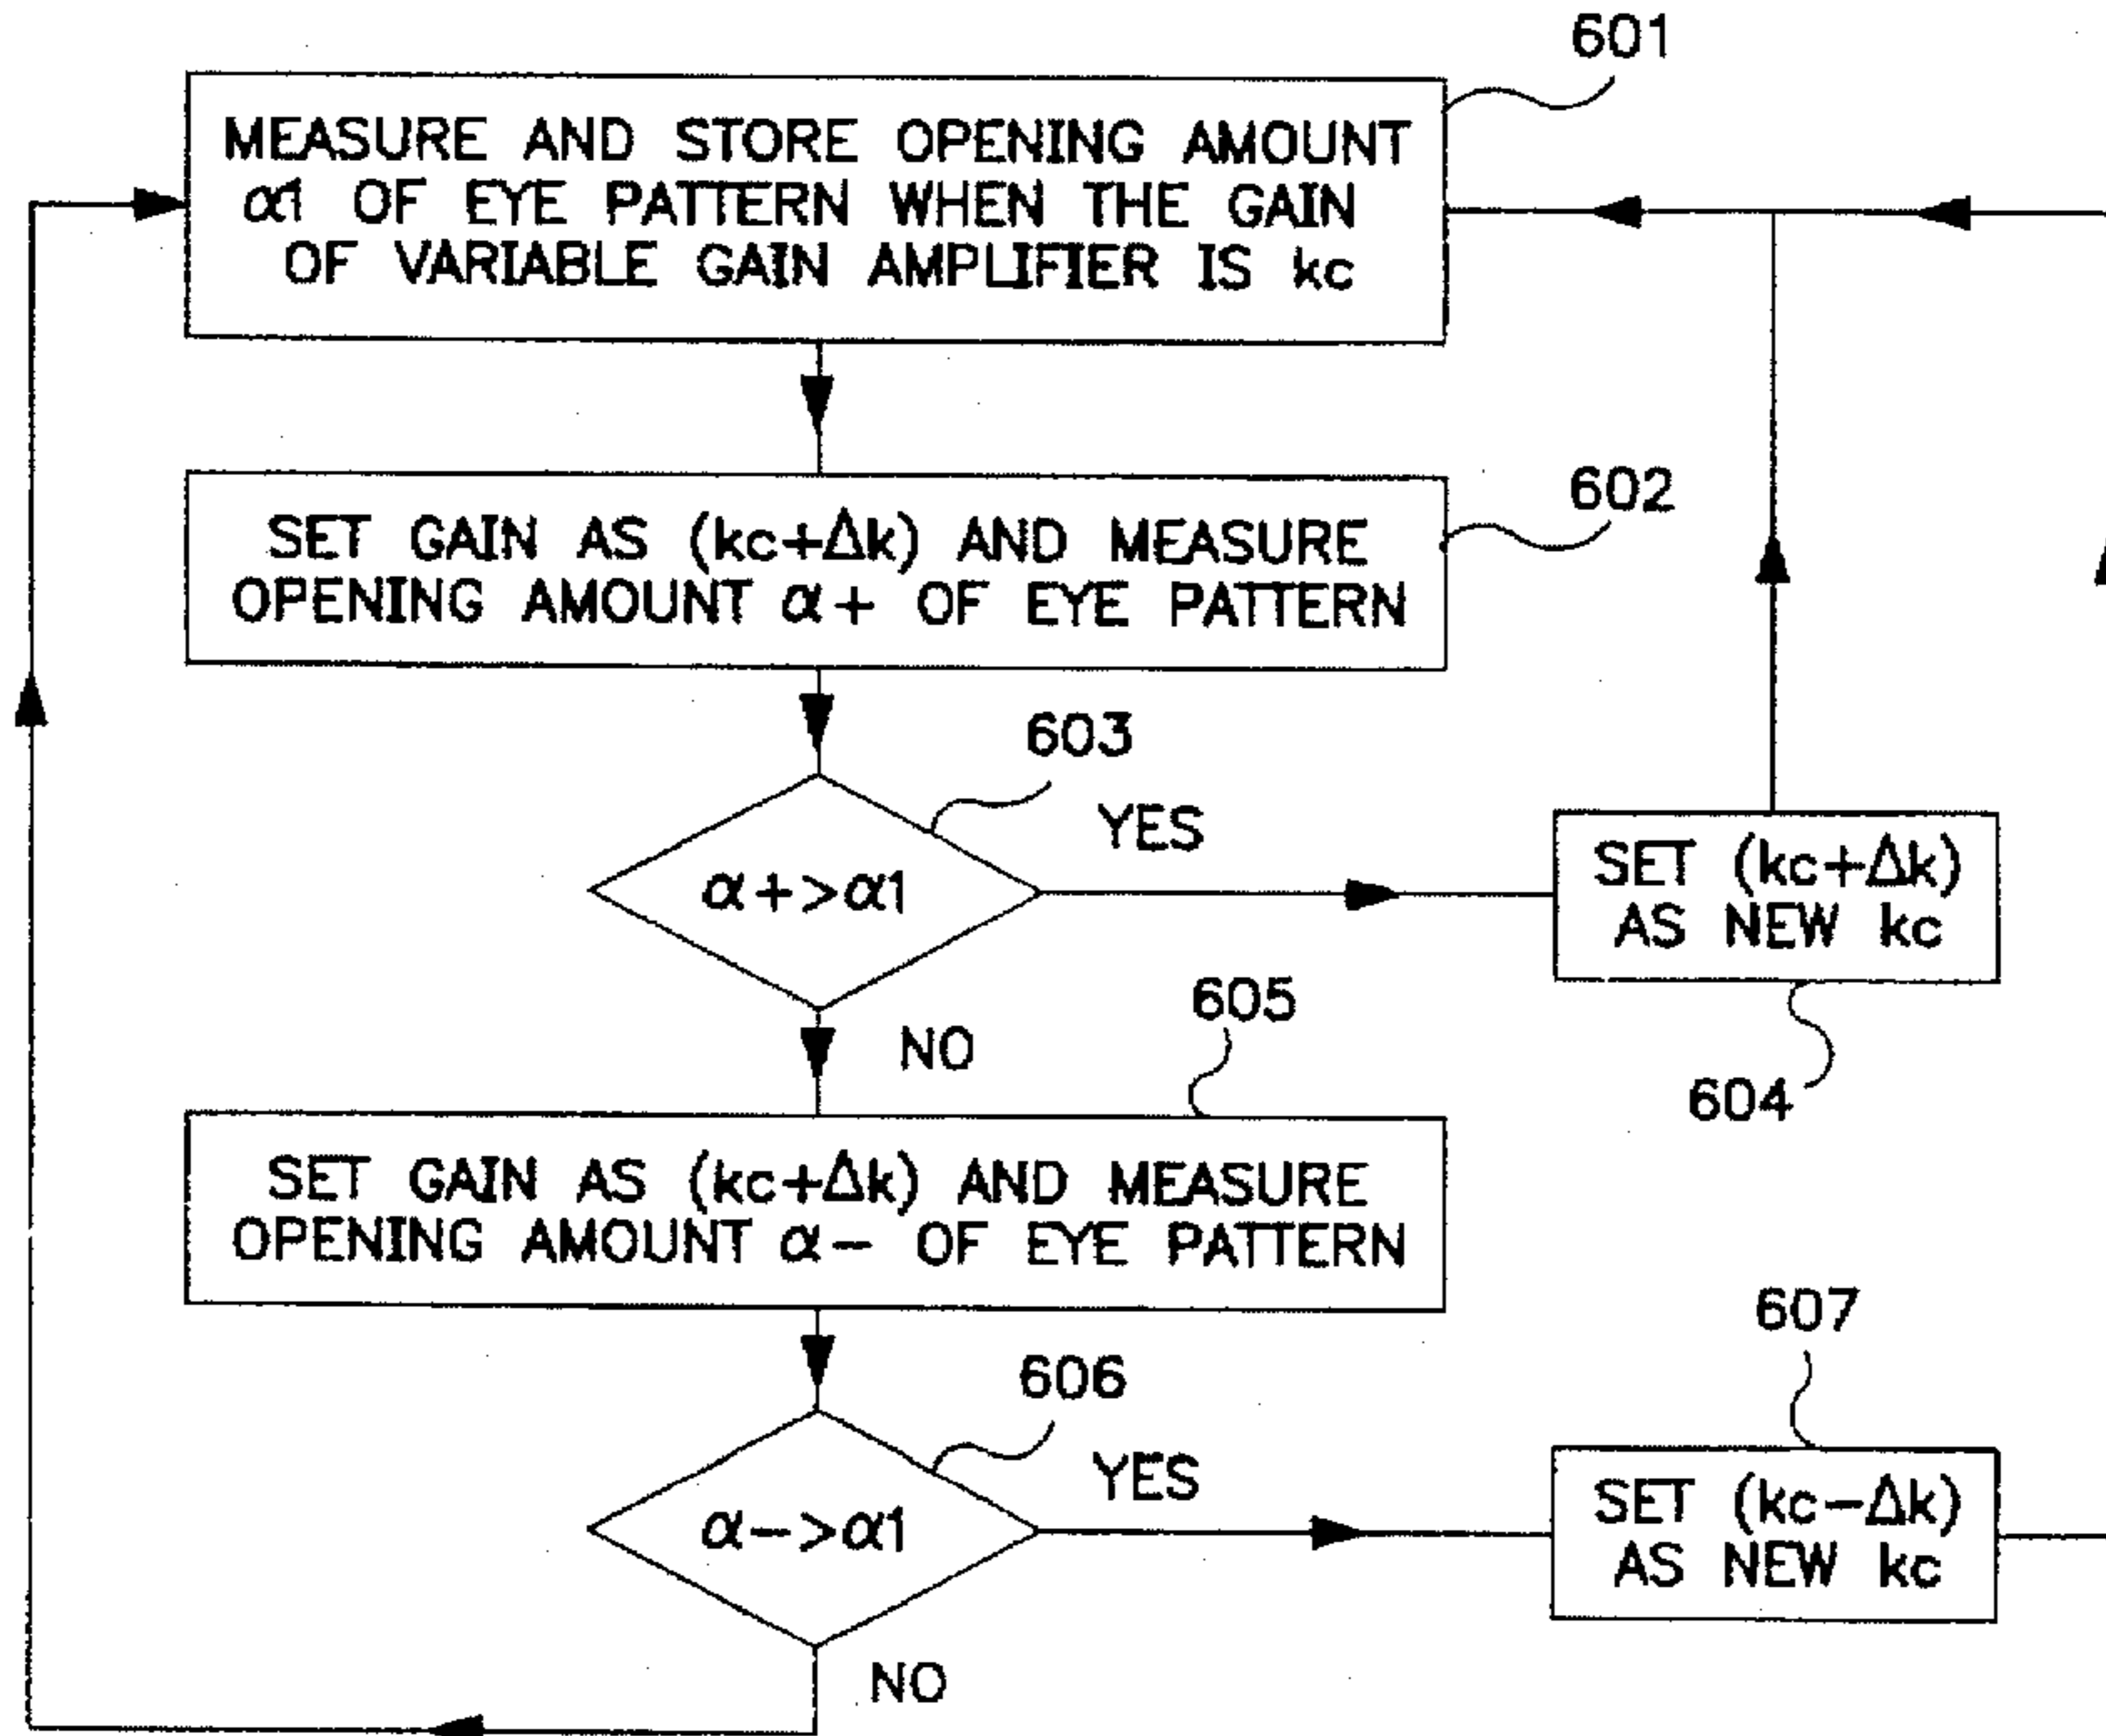 601
MEASURE AND STORE OPENING AMOUNT
α1 OF EYE PATTERN WHEN THE GAIN
OF VARIABLE GAIN AMPLIFIER IS kc
602
SET GAIN AS (kc+Δk) AND MEASURE
OPENING AMOUNT α+ OF EYE PATTERN
603
YES
α+>α1
SET (kc+Δk)
AS NEW kc
604
NO
605
SET GAIN AS (kc+Δk) AND MEASURE
OPENING AMOUNT α- OF EYE PATTERN
606
YES
α->α1
607
SET (kc-Δk)
AS NEW kc
NO